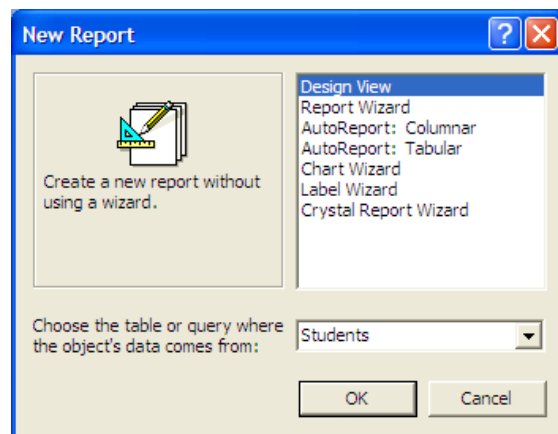 New Report
Design View
Report Wizard
AutoReport: Columnar
AutoReport: Tabular
Chart Wizard
Label Wizard
Crystal Report Wizard
Create a new report without
using a wizard.
Choose the table or query where
the object's data comes from:
Students
OK
Cancel